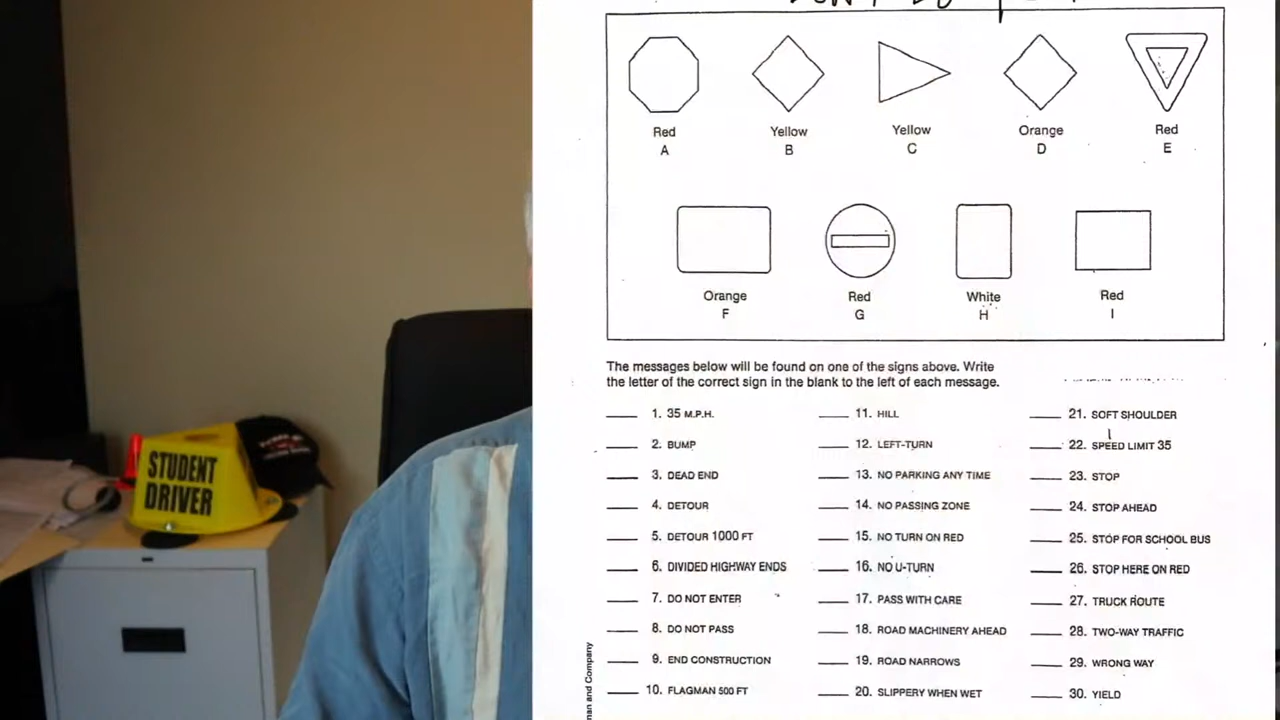 Red
Yellow
Yellow
Orange
Red
A
B
C
D
E
Orange
Red
White
Red
F
G
H
I
The messages below will be found on one of the signs above. Write
the letter of the correct sign in the blank to the left of each message.
1. 35 M.P.H.
2. BUMP
3. DEAD END
4. DETOUR
5. DETOUR 1000 FT
6. DIVIDED HIGHWAY ENDS
7. DO NOT ENTER
8. DO NOT PASS
9. END CONSTRUCTION
10. FLAGMAN 500 FT
11. HILL
12. LEFT-TURN
13. NO PARKING ANY TIME
14. NO PASSING ZONE
15. NO TURN ON RED
16. NO U-TURN
17. PASS WITH CARE
18. ROAD MACHINERY AHEAD
19. ROAD NARROWS
20. SLIPPERY WHEN WET
21. SOFT SHOULDER
22. SPEED LIMIT 35
23. STOP
24. STOP AHEAD
25. STOP FOR SCHOOL BUS
26. STOP HERE ON RED
27. TRUCK ROUTE
28. TWO-WAY TRAFFIC
29. WRONG WAY
30. YIELD
and Company
STUDENT
DRIVER